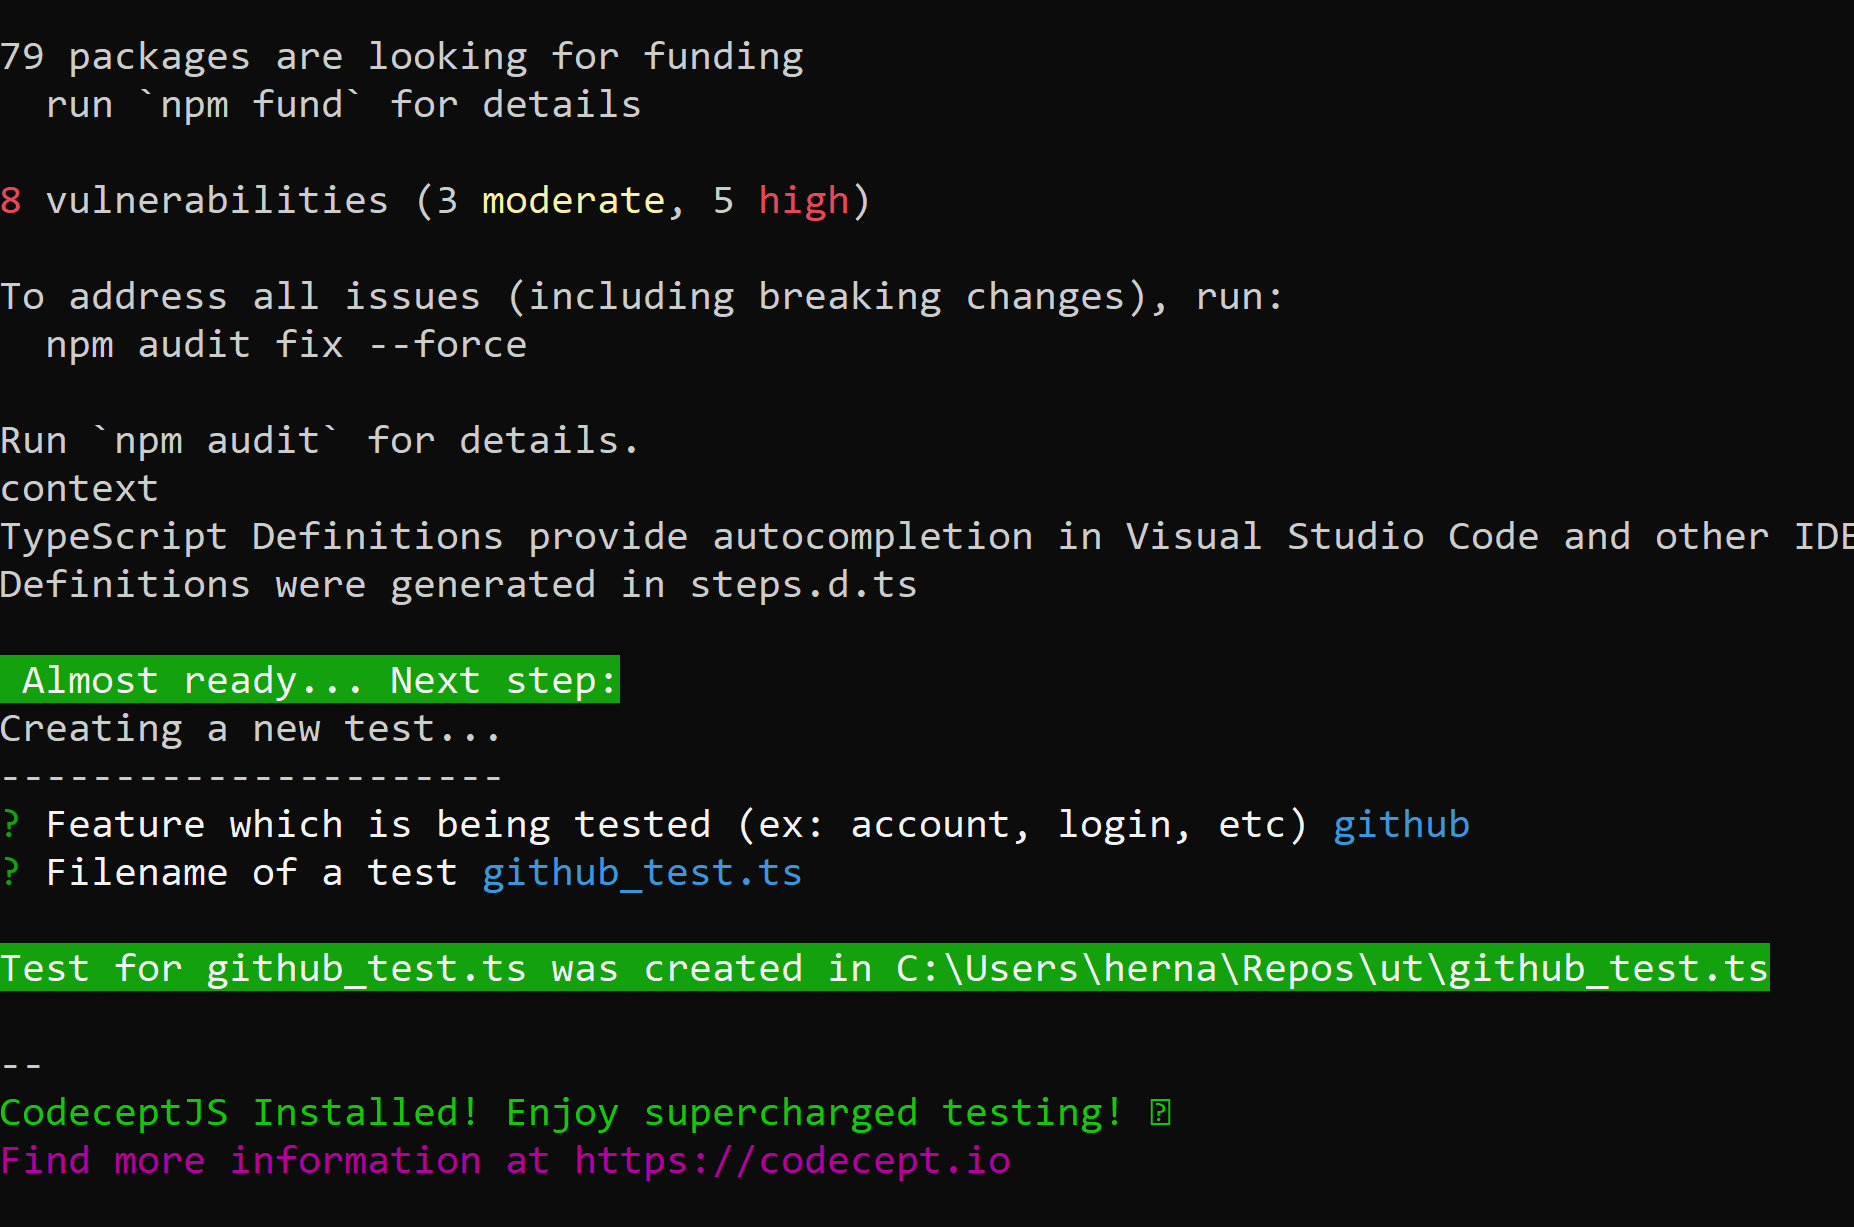 79 packages are looking for funding
  run `npm fund` for details

8 vulnerabilities (3 moderate, 5 high)

To address all issues (including breaking changes), run:
  npm audit fix --force

Run `npm audit` for details.
context
TypeScript Definitions provide autocompletion in Visual Studio Code and other IDE
Definitions were generated in steps.d.ts

 Almost ready... Next step:
Creating a new test...
----------------------
? Feature which is being tested (ex: account, login, etc) github
? Filename of a test github_test.ts

Test for github_test.ts was created in C:\Users\herna\Repos\ut\github_test.ts

--
CodeceptJS Installed! Enjoy supercharged testing! �
Find more information at https://codecept.io